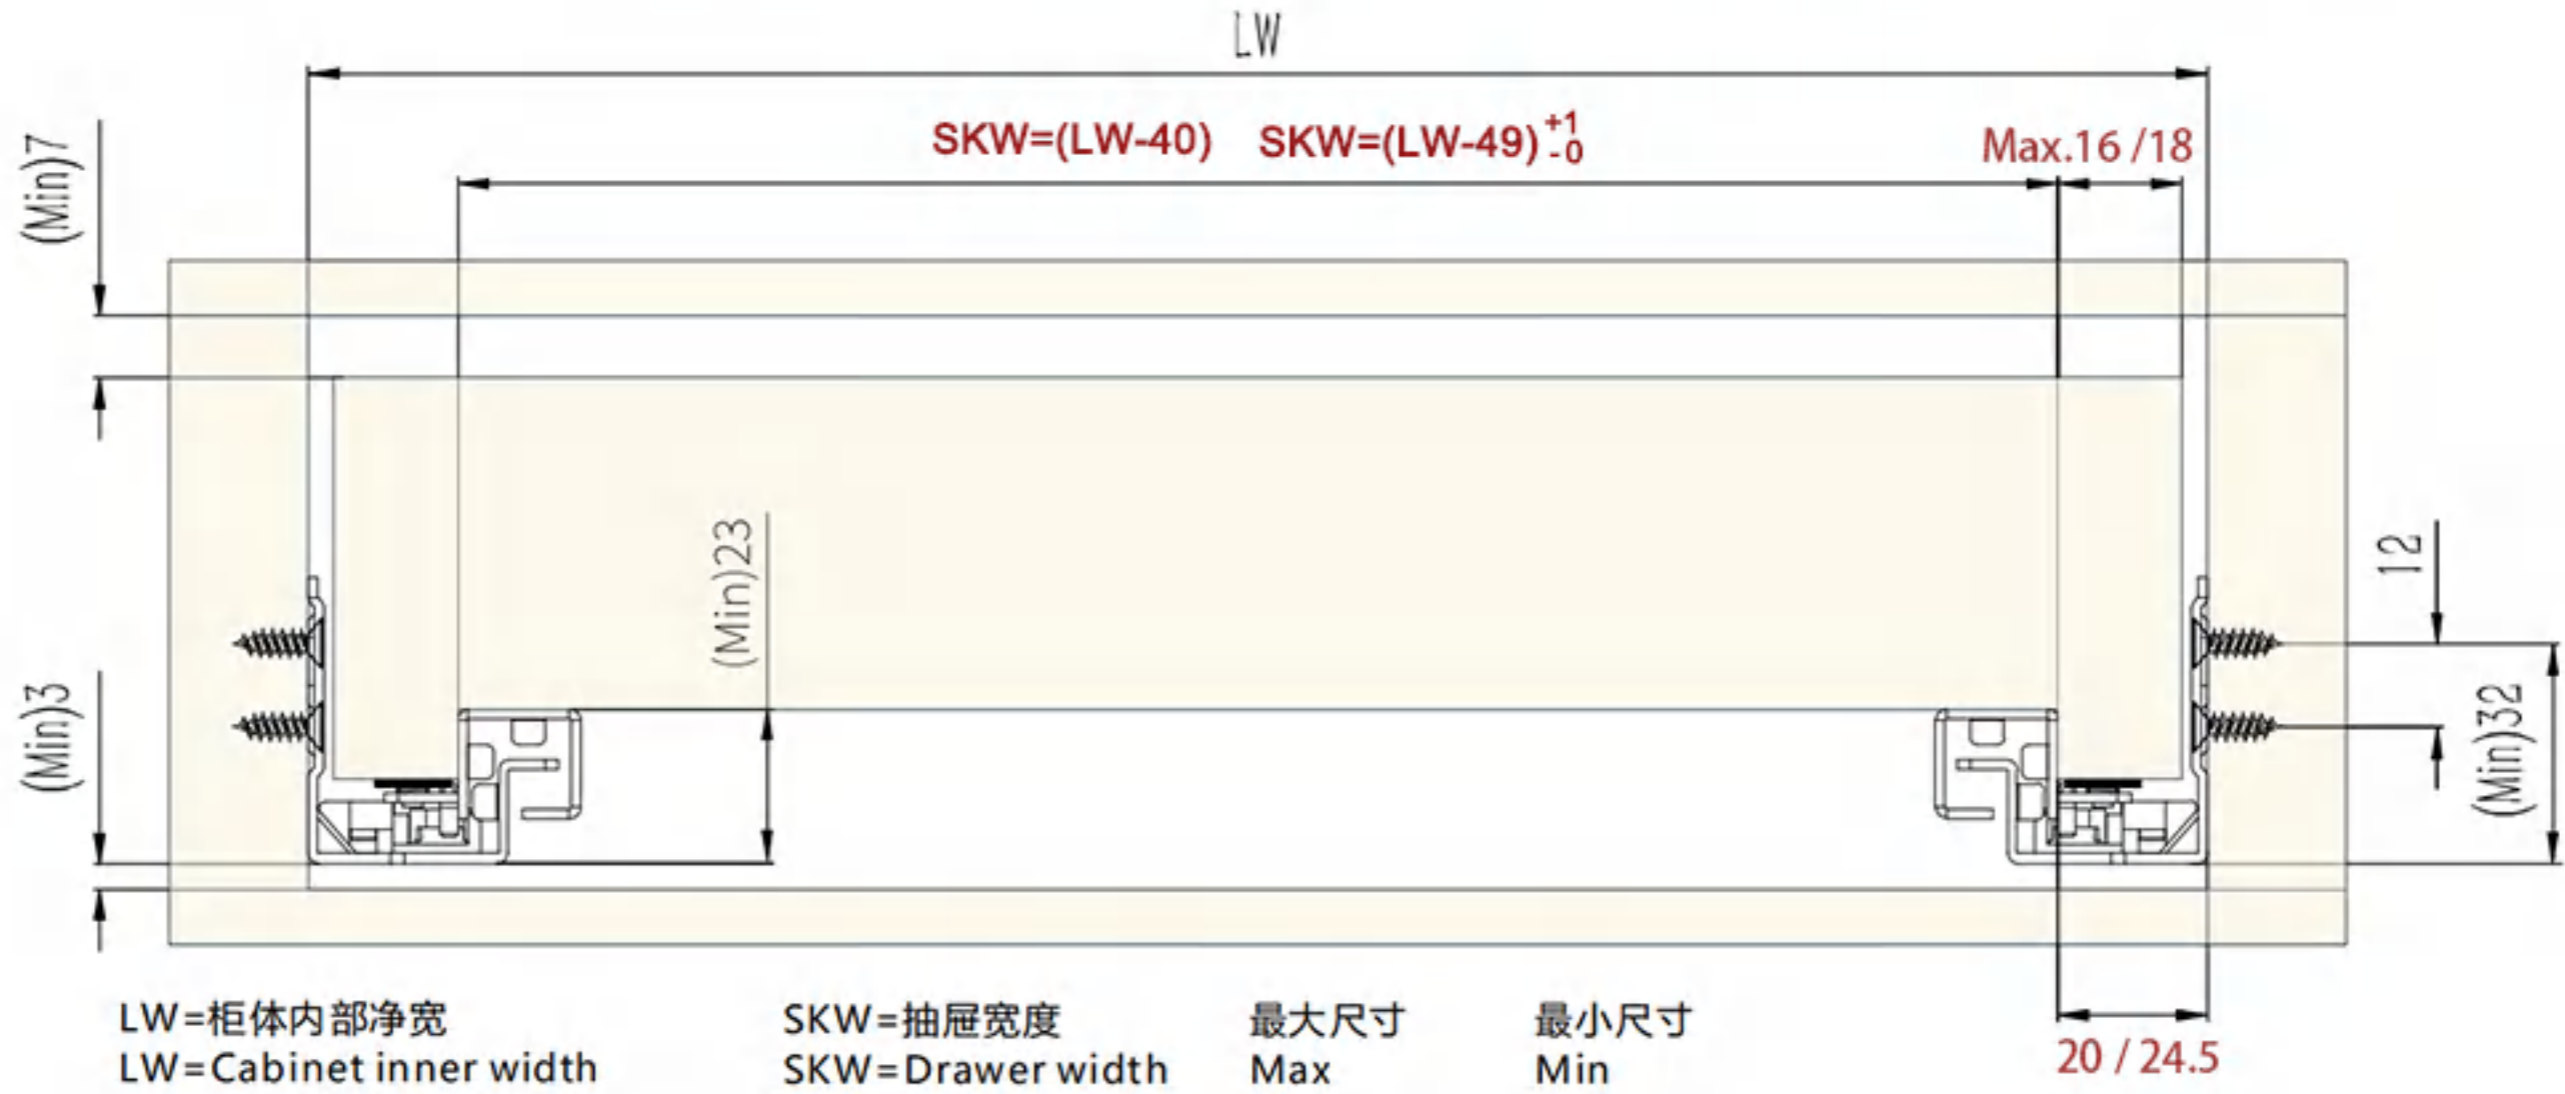 LW
SKW=(LW-40) SKW=(LW-49) +1 -0
Max.16 /18
(Min)7
(Min)23
12
(Min)3
(Min)32
LW=柜体内部净宽 SKW=抽屉宽度 最大尺寸 最小尺寸
LW=Cabinet inner width SKW=Drawer width Max Min
20 / 24.5